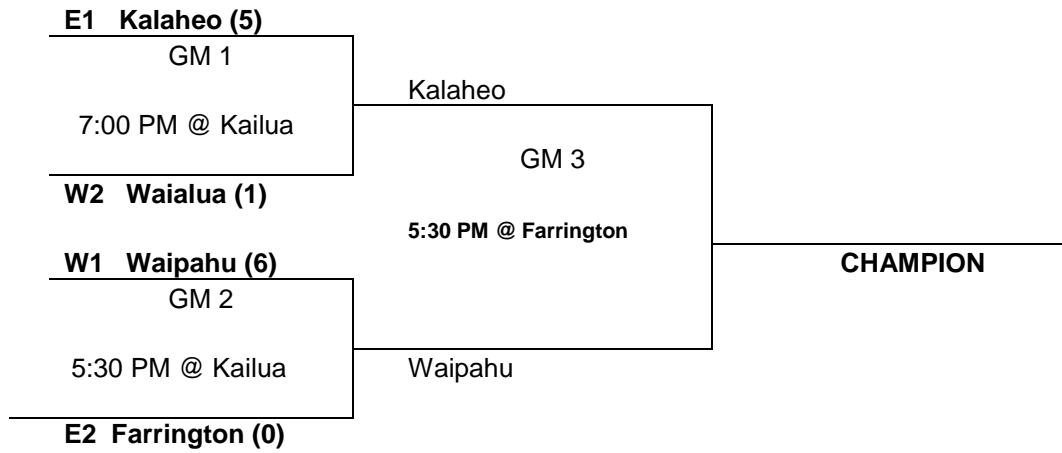 E1 Kalaheo (5)
GM 1
Kalaheo
7:00 PM @ Kailua
GM 3
W2 Waialua (1)
5:30 PM @ Farrington
W1 Waipahu (6)
CHAMPION
GM 2
5:30 PM @ Kailua
Waipahu
E2 Farrington (0)